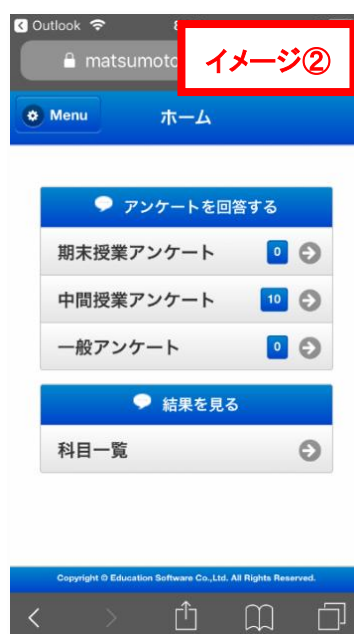 Outlook
matsumoto
イメージ②
Menu
ホーム
アンケートを回答する
期末授業アンケート 0
中間授業アンケート 10
一般アンケート 0
結果を見る
科目一覧
Copyright © Education Software Co.,Ltd. All Rights Reserved.